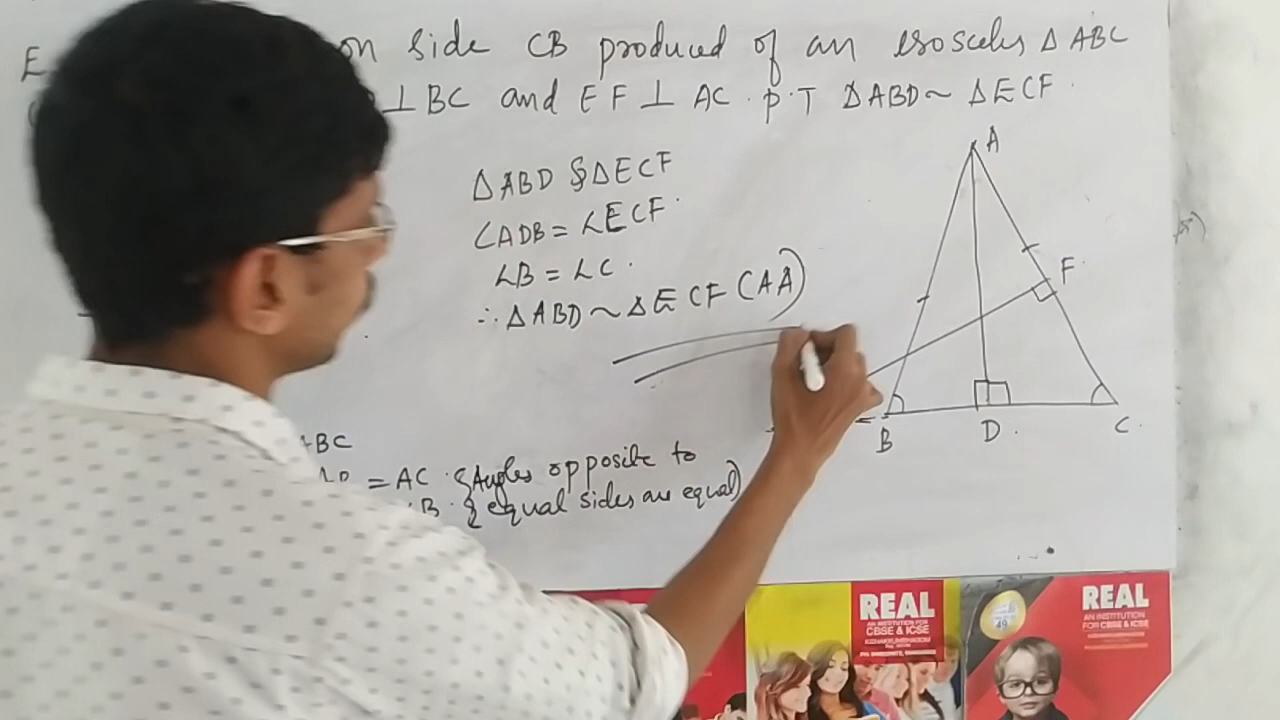 E on side CB produced of an isosceles ∆ ABC
⊥ BC and EF ⊥ AC . P.T ∆ABD ~ ∆ECF .
∆ABD & ∆ECF
∠ADB = ∠ECF .
∠B = ∠C .
∴ ∆ABD ~ ∆ECF (AA)
A
F
B
D
C
ABC
= AC . { Angles opposite to
B . { equal sides are equal)
REAL
AN INSTITUTION
FOR CBSE & ICSE
REAL
AN INSTITUTION
FOR CBSE & ICSE